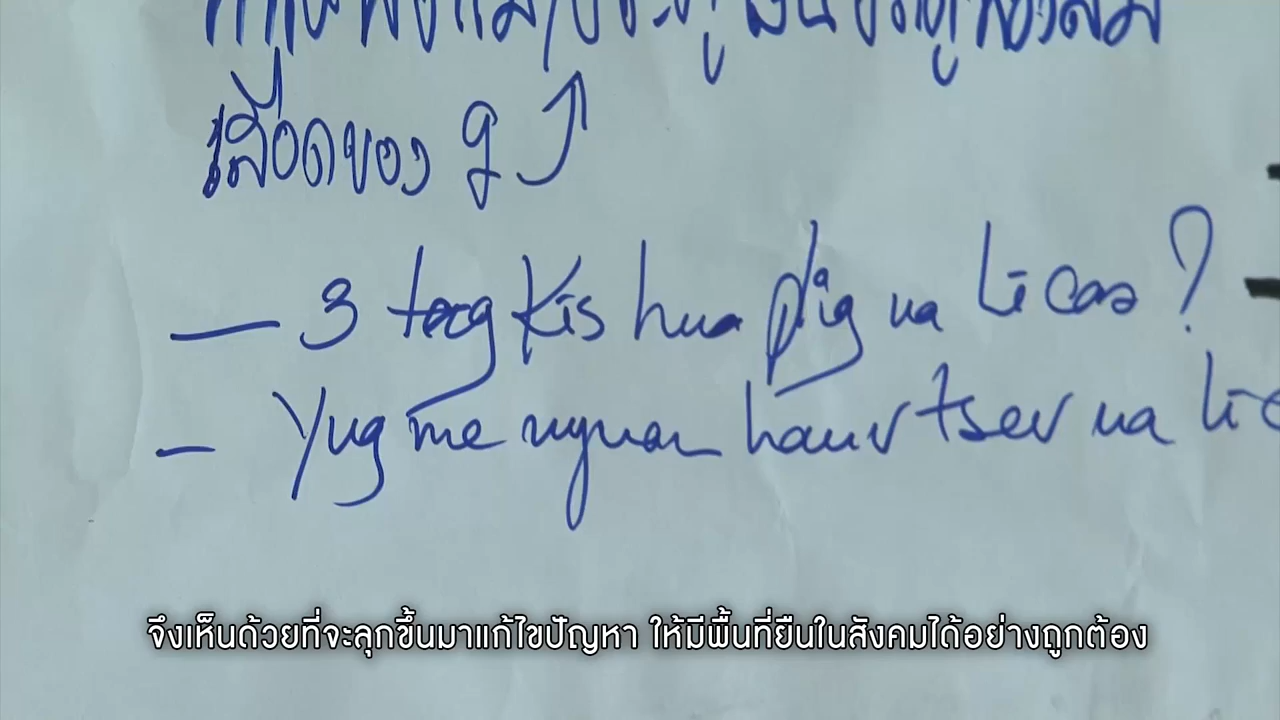 เลือดของ ๅ
— 3 toog kis hua plig ua li cas?
- Yug me nyuam hauv tsev ua li c
จึงเห็นด้วยที่จะลุกขึ้นมาแก้ไขปัญหา ให้มีพื้นที่ยืนในสังคมได้อย่างถูกต้อง